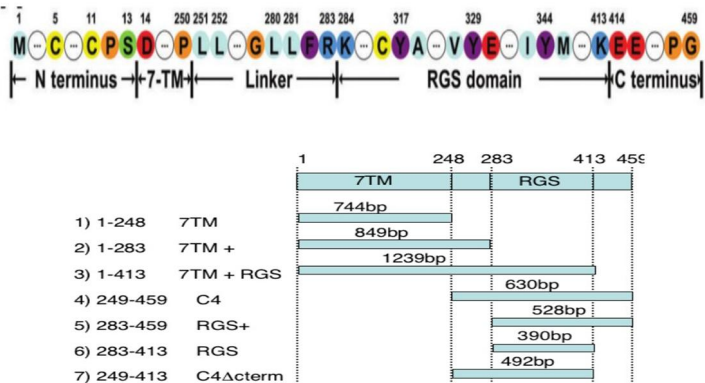 1 5 11 13 14 250 251 252 280 281 283 284 317 329 344 413 414 459
M ... C ... C P S D ... P L L ... G L L F R K ... C Y A ... V Y E ... I Y M ... K E E ... P G
N terminus 7-TM Linker RGS domain C terminus
1 248 283 413 459
7TM RGS
744bp
1) 1-248 7TM
849bp
2) 1-283 7TM +
1239bp
3) 1-413 7TM + RGS
630bp
4) 249-459 C4
528bp
5) 283-459 RGS+
390bp
6) 283-413 RGS
492bp
7) 249-413 C4Δcterm